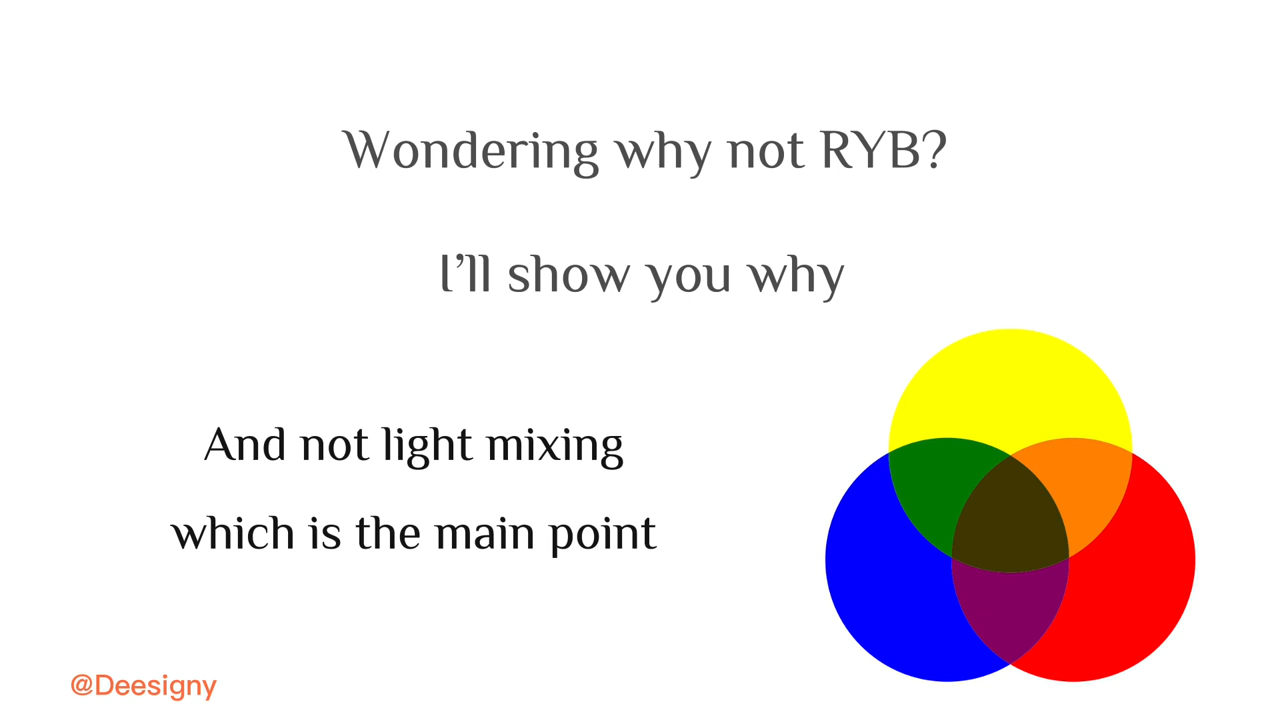 Wondering why not RYB?
I'll show you why
And not light mixing
which is the main point
@Deesigny